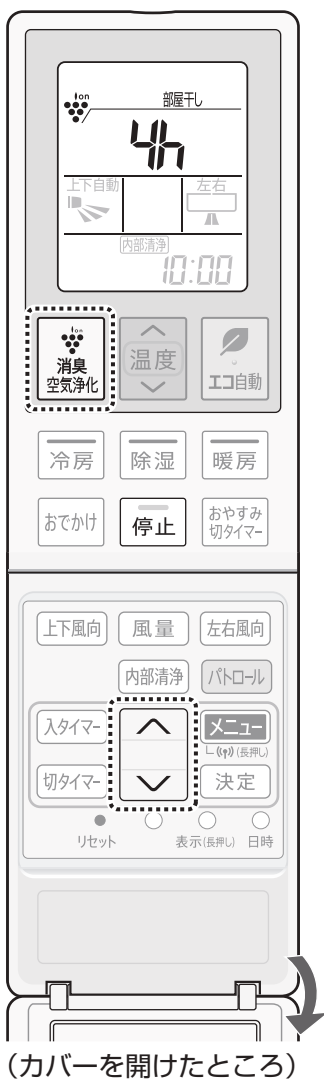 ion
部屋干し
4h
上下自動
左右
内部清浄
10:00
ion
消臭
空気浄化
温度
エコ自動
冷房
除湿
暖房
おでかけ
停止
おやすみ
切タイマー
上下風向
風量
左右風向
内部清浄
パトロール
入タイマー
メニュー
(長押し)
切タイマー
決定
リセット
表示(長押し)
日時
(カバーを開けたところ)